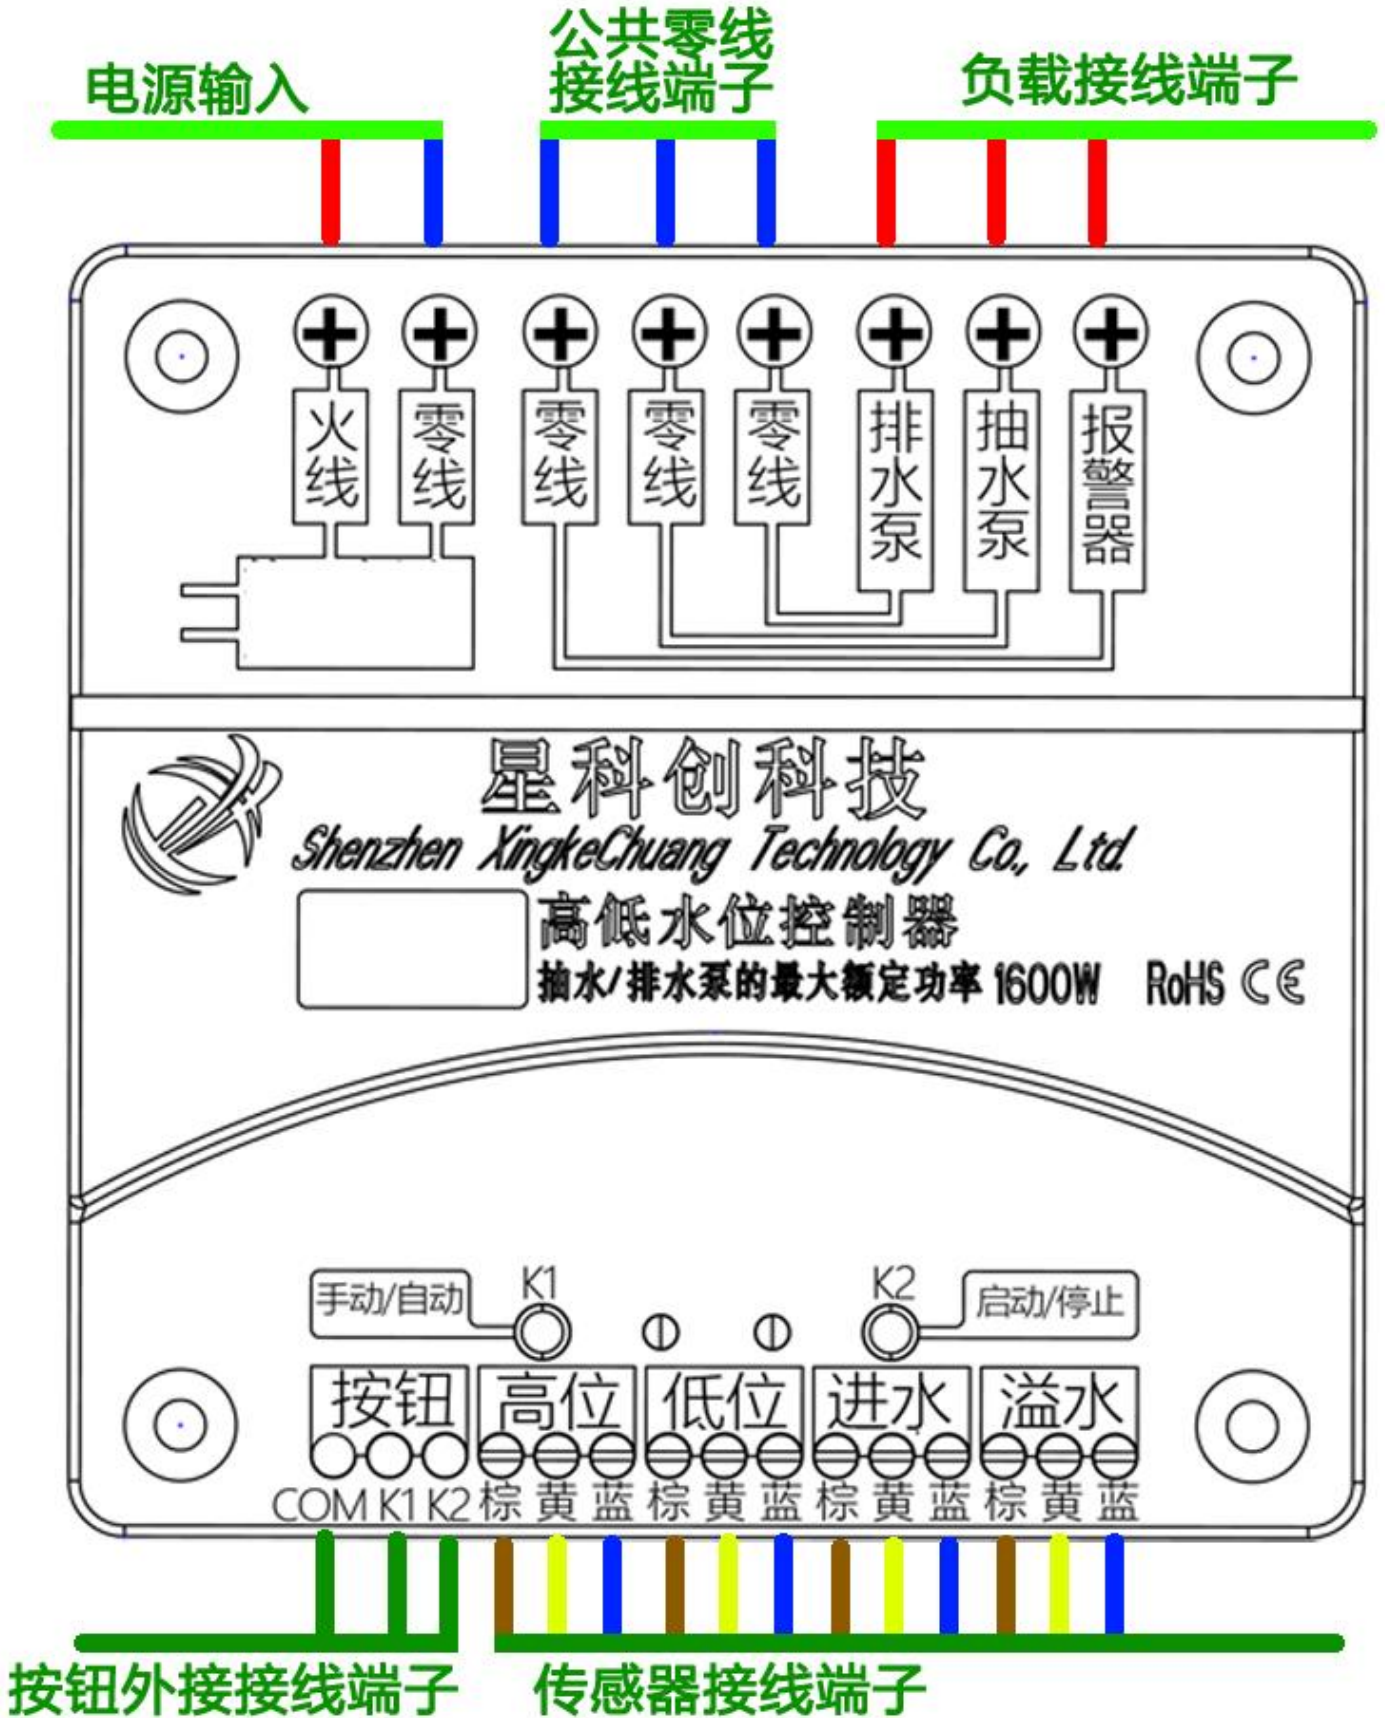 电源输入
公共零线
接线端子
负载接线端子
火线
零线
零线
零线
零线
排水泵
抽水泵
报警器
星科创科技
Shenzhen XingkeChuang Technology Co., Ltd.
高低水位控制器
抽水/排水泵的最大额定功率1600W RoHS CE
手动/自动
K1
K2
启动/停止
按钮 高位 低位 进水 溢水
COM K1 K2 棕 黄 蓝 棕 黄 蓝 棕 黄 蓝 棕 黄 蓝
按钮外接接线端子
传感器接线端子